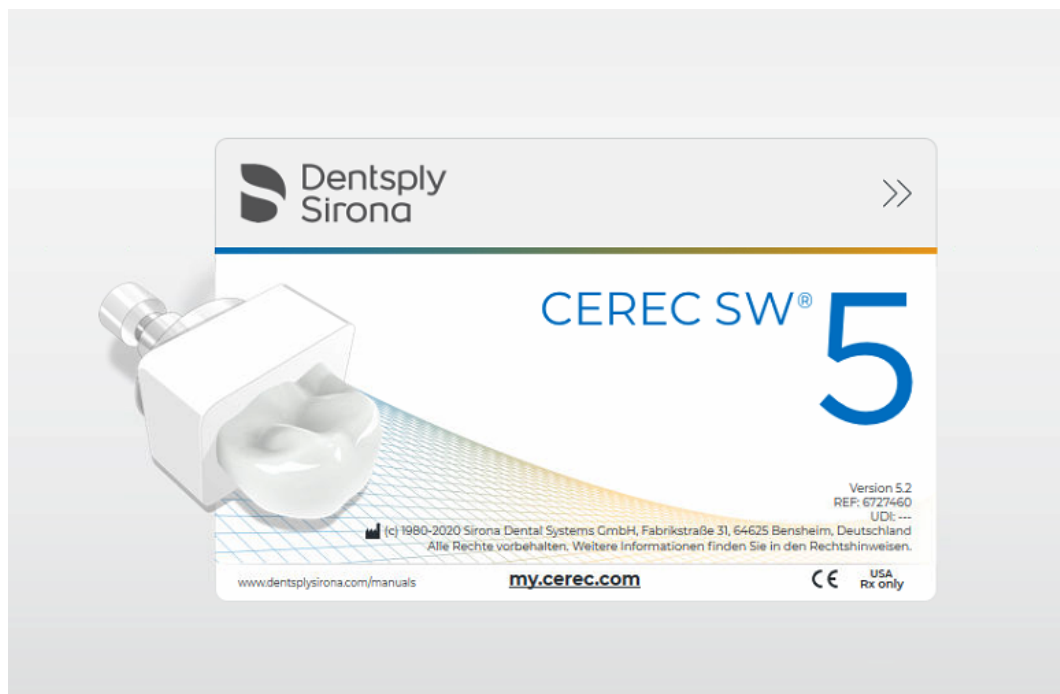 Dentsply
Sirona
CEREC SW® 5
Version 5.2
REF: 6727460
UDI: ---
(c) 1980-2020 Sirona Dental Systems GmbH, Fabrikstraße 31, 64625 Bensheim, Deutschland
Alle Rechte vorbehalten. Weitere Informationen finden Sie in den Rechtshinweisen.
www.dentsplysirona.com/manuals
my.cerec.com
CE
USA
Rx only